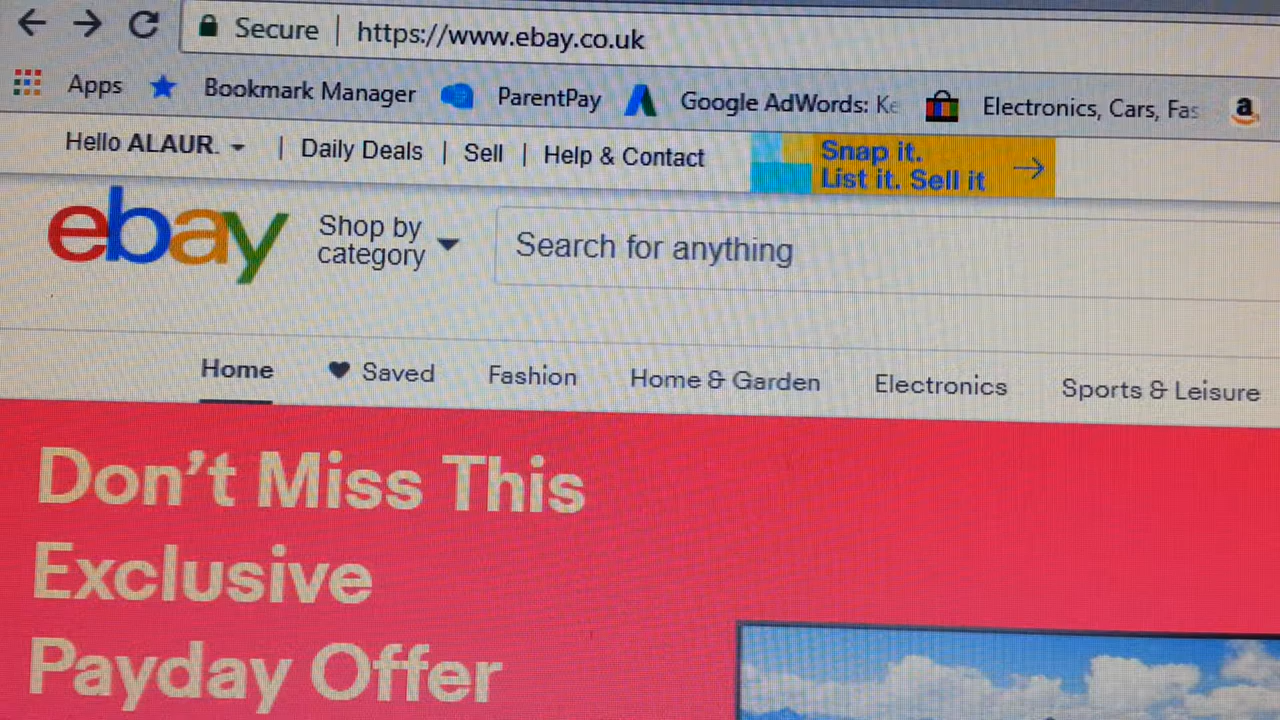 Secure | https://www.ebay.co.uk
Apps Bookmark Manager ParentPay Google AdWords: Ke Electronics, Cars, Fas
Hello ALAUR. | Daily Deals | Sell | Help & Contact
Snap it.
List it. Sell it
ebay
Shop by
category
Search for anything
Home Saved Fashion Home & Garden Electronics Sports & Leisure
Don't Miss This
Exclusive
Payday Offer